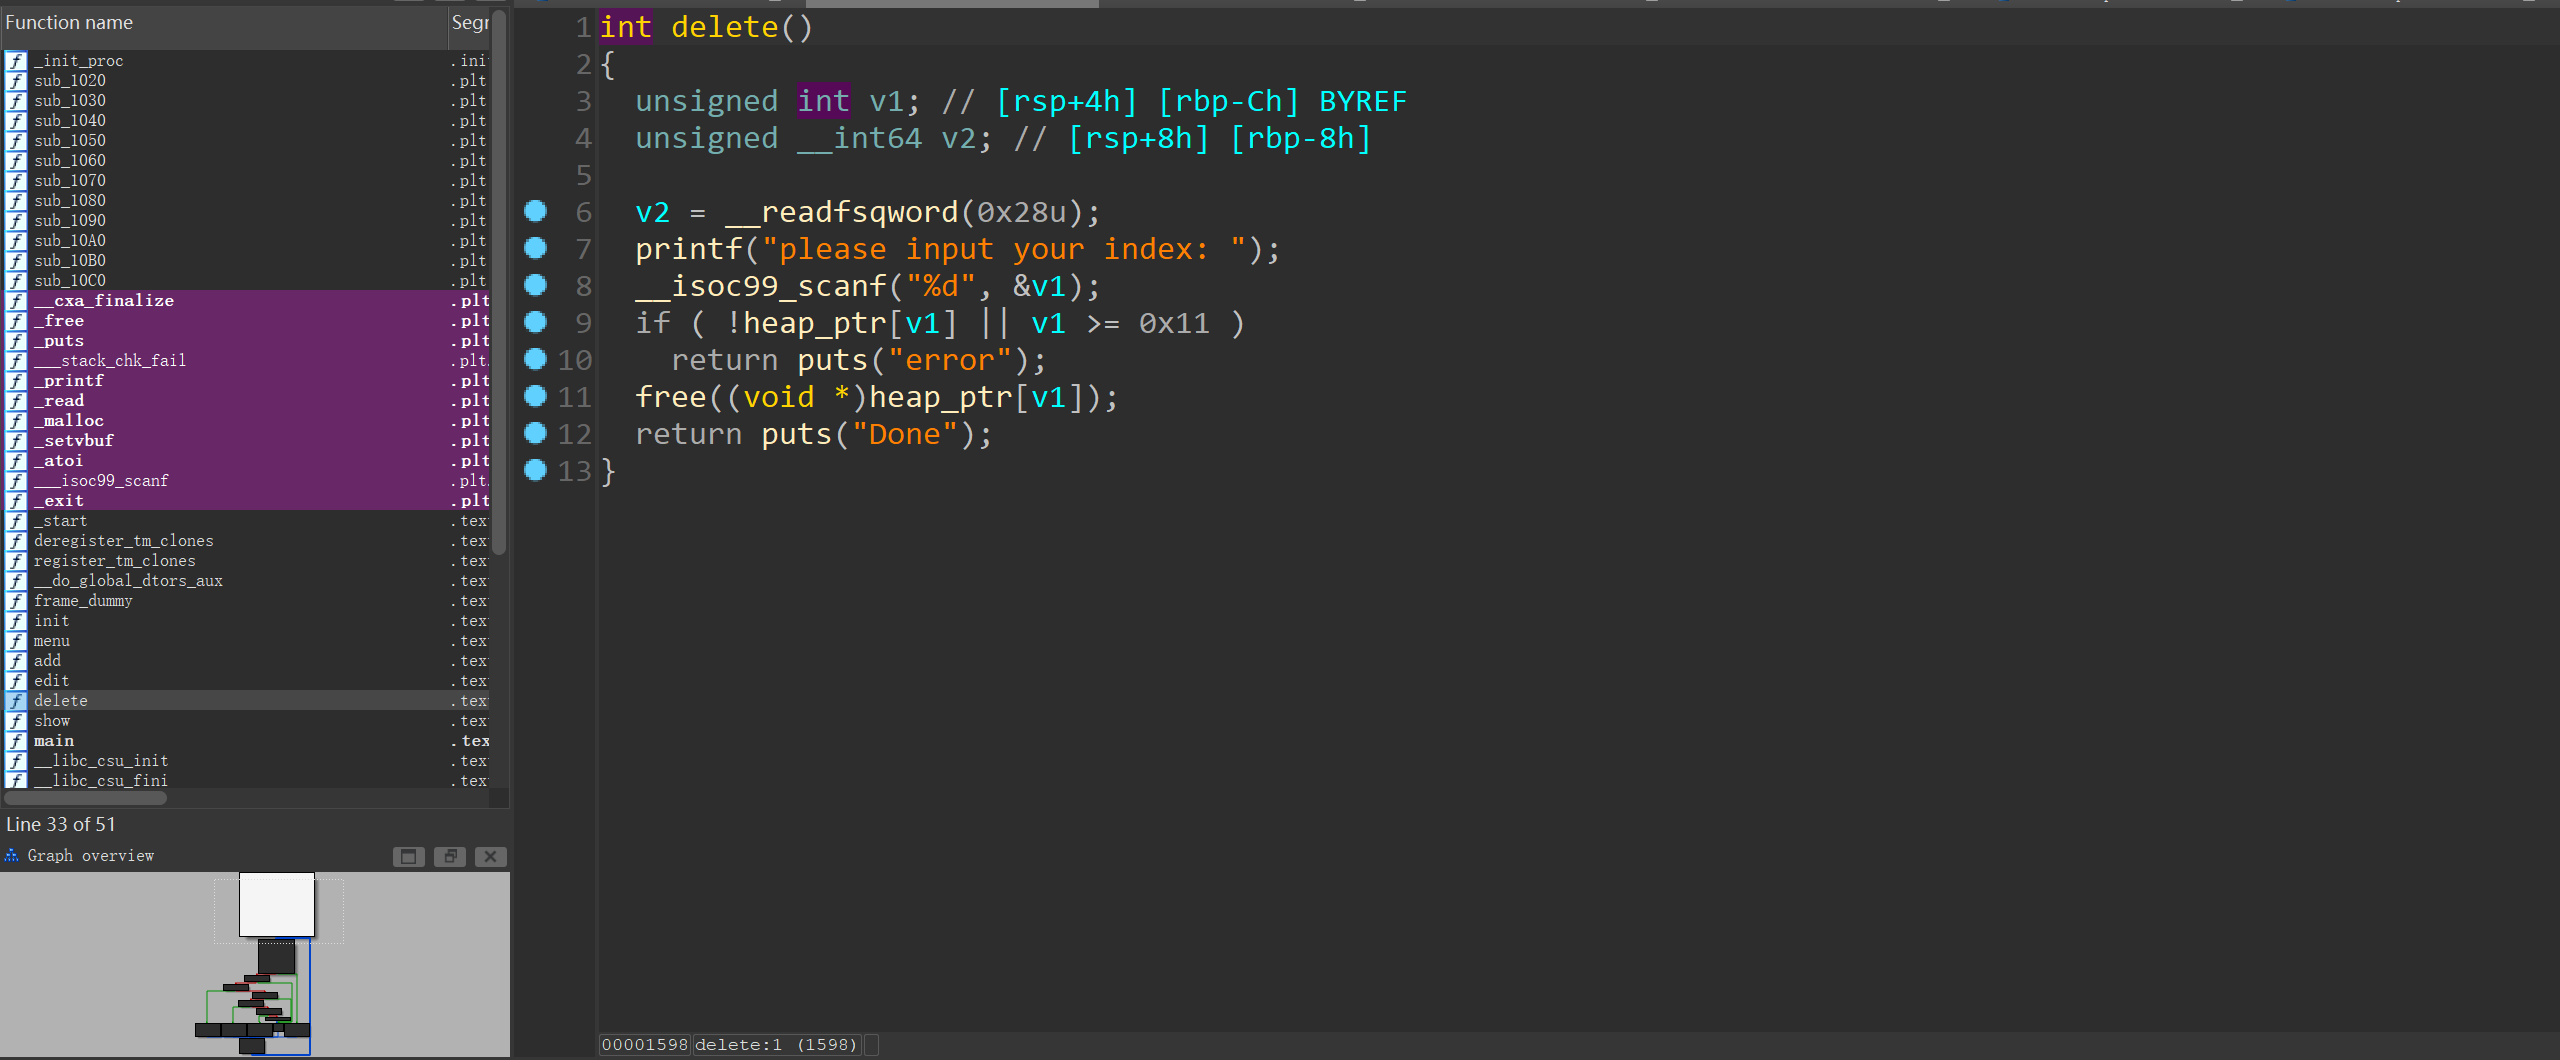 Function name Segr
f _init_proc .ini
f sub_1020 .plt
f sub_1030 .plt
f sub_1040 .plt
f sub_1050 .plt
f sub_1060 .plt
f sub_1070 .plt
f sub_1080 .plt
f sub_1090 .plt
f sub_10A0 .plt
f sub_10B0 .plt
f sub_10C0 .plt
f __cxa_finalize .plt
f _free .plt
f _puts .plt
f ___stack_chk_fail .plt.
f _printf .plt
f _read .plt
f _malloc .plt
f _setvbuf .plt
f _atoi .plt
f ___isoc99_scanf .plt.
f _exit .plt
f _start .tex
f deregister_tm_clones .tex
f register_tm_clones .tex
f __do_global_dtors_aux .tex
f frame_dummy .tex
f init .tex
f menu .tex
f add .tex
f edit .tex
f delete .tex
f show .tex
f main .tex
f __libc_csu_init .tex
f __libc_csu_fini .tex
Line 33 of 51
Graph overview
1 int delete()
2 {
3 unsigned int v1; // [rsp+4h] [rbp-Ch] BYREF
4 unsigned __int64 v2; // [rsp+8h] [rbp-8h]
5
6 v2 = __readfsqword(0x28u);
7 printf("please input your index: ");
8 __isoc99_scanf("%d", &v1);
9 if ( !heap_ptr[v1] || v1 >= 0x11 )
10 return puts("error");
11 free((void *)heap_ptr[v1]);
12 return puts("Done");
13 }
00001598 delete:1 (1598)